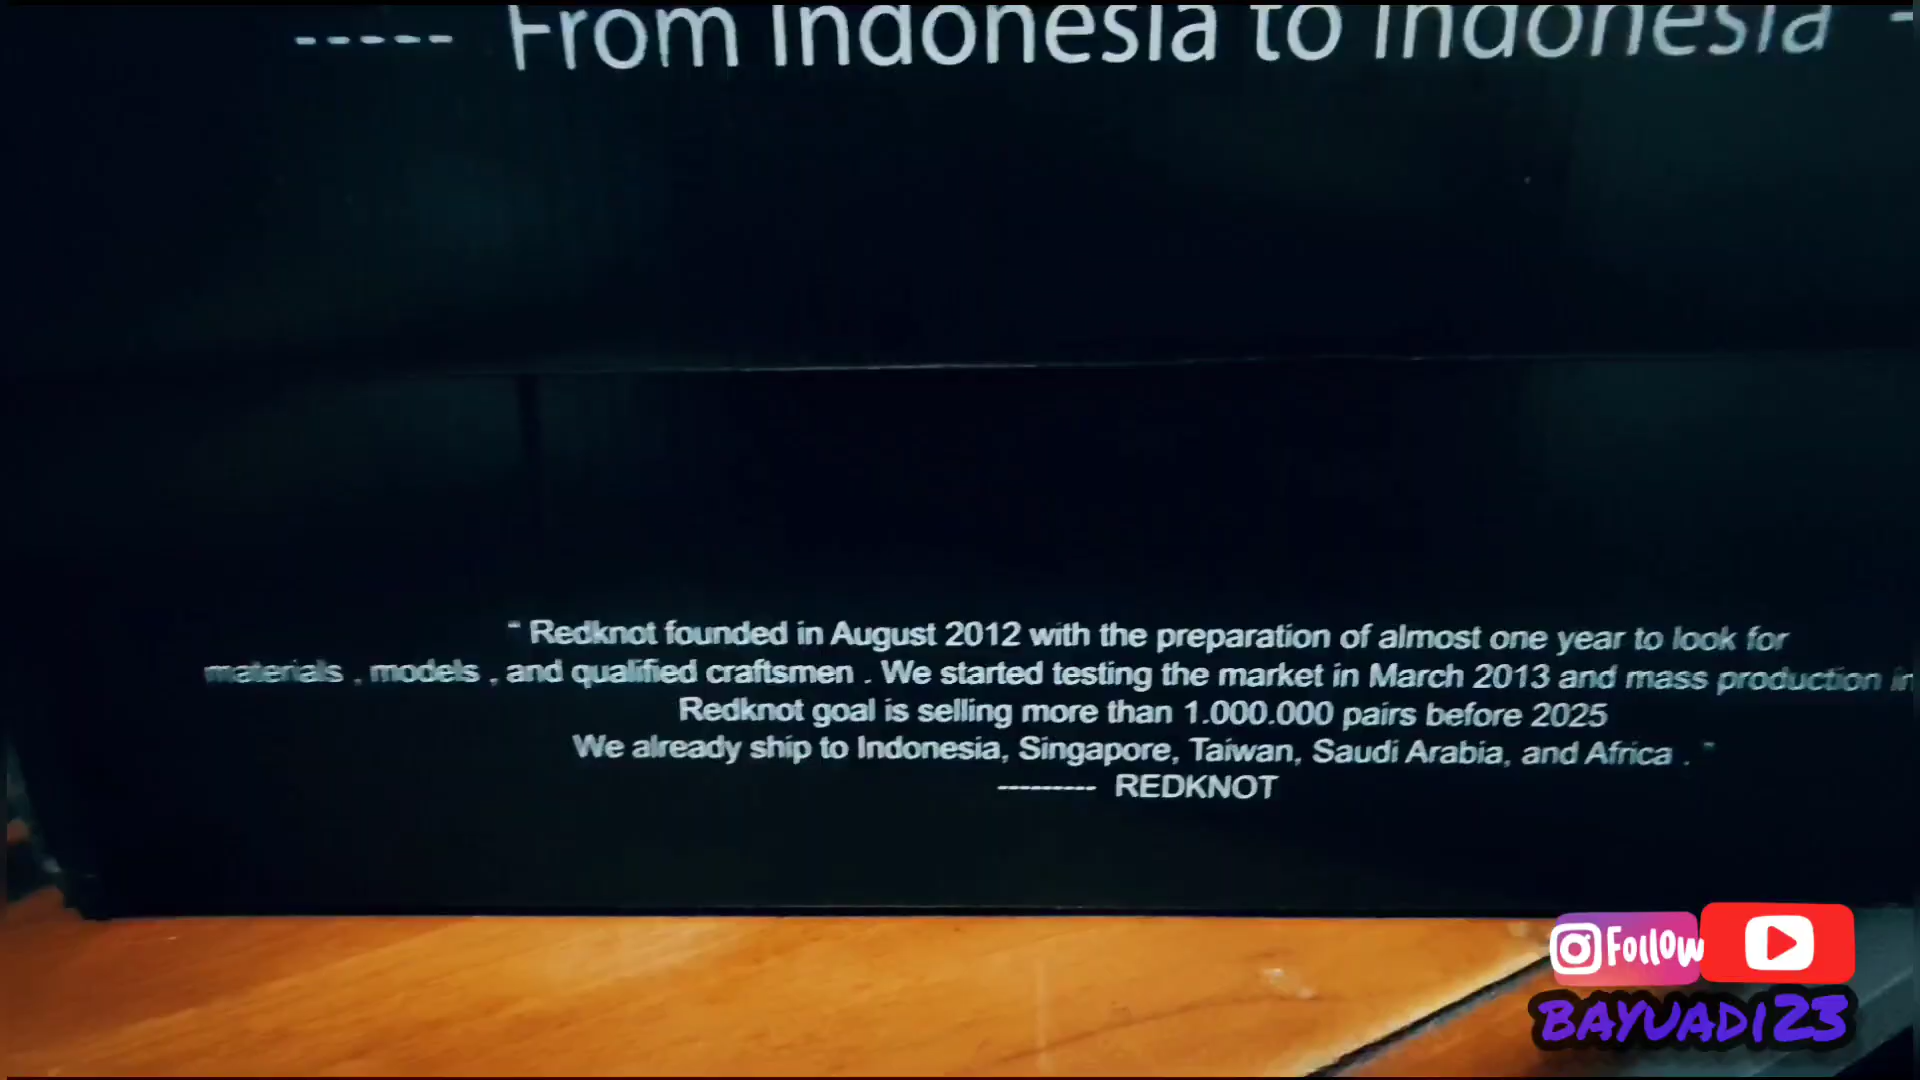 ----- From Indonesia to Indonesia -
" Redknot founded in August 2012 with the preparation of almost one year to look for
materials , models , and qualified craftsmen . We started testing the market in March 2013 and mass production in
Redknot goal is selling more than 1.000.000 pairs before 2025
We already ship to Indonesia, Singapore, Taiwan, Saudi Arabia, and Africa . "
--------- REDKNOT
Follow
BAYUADI23